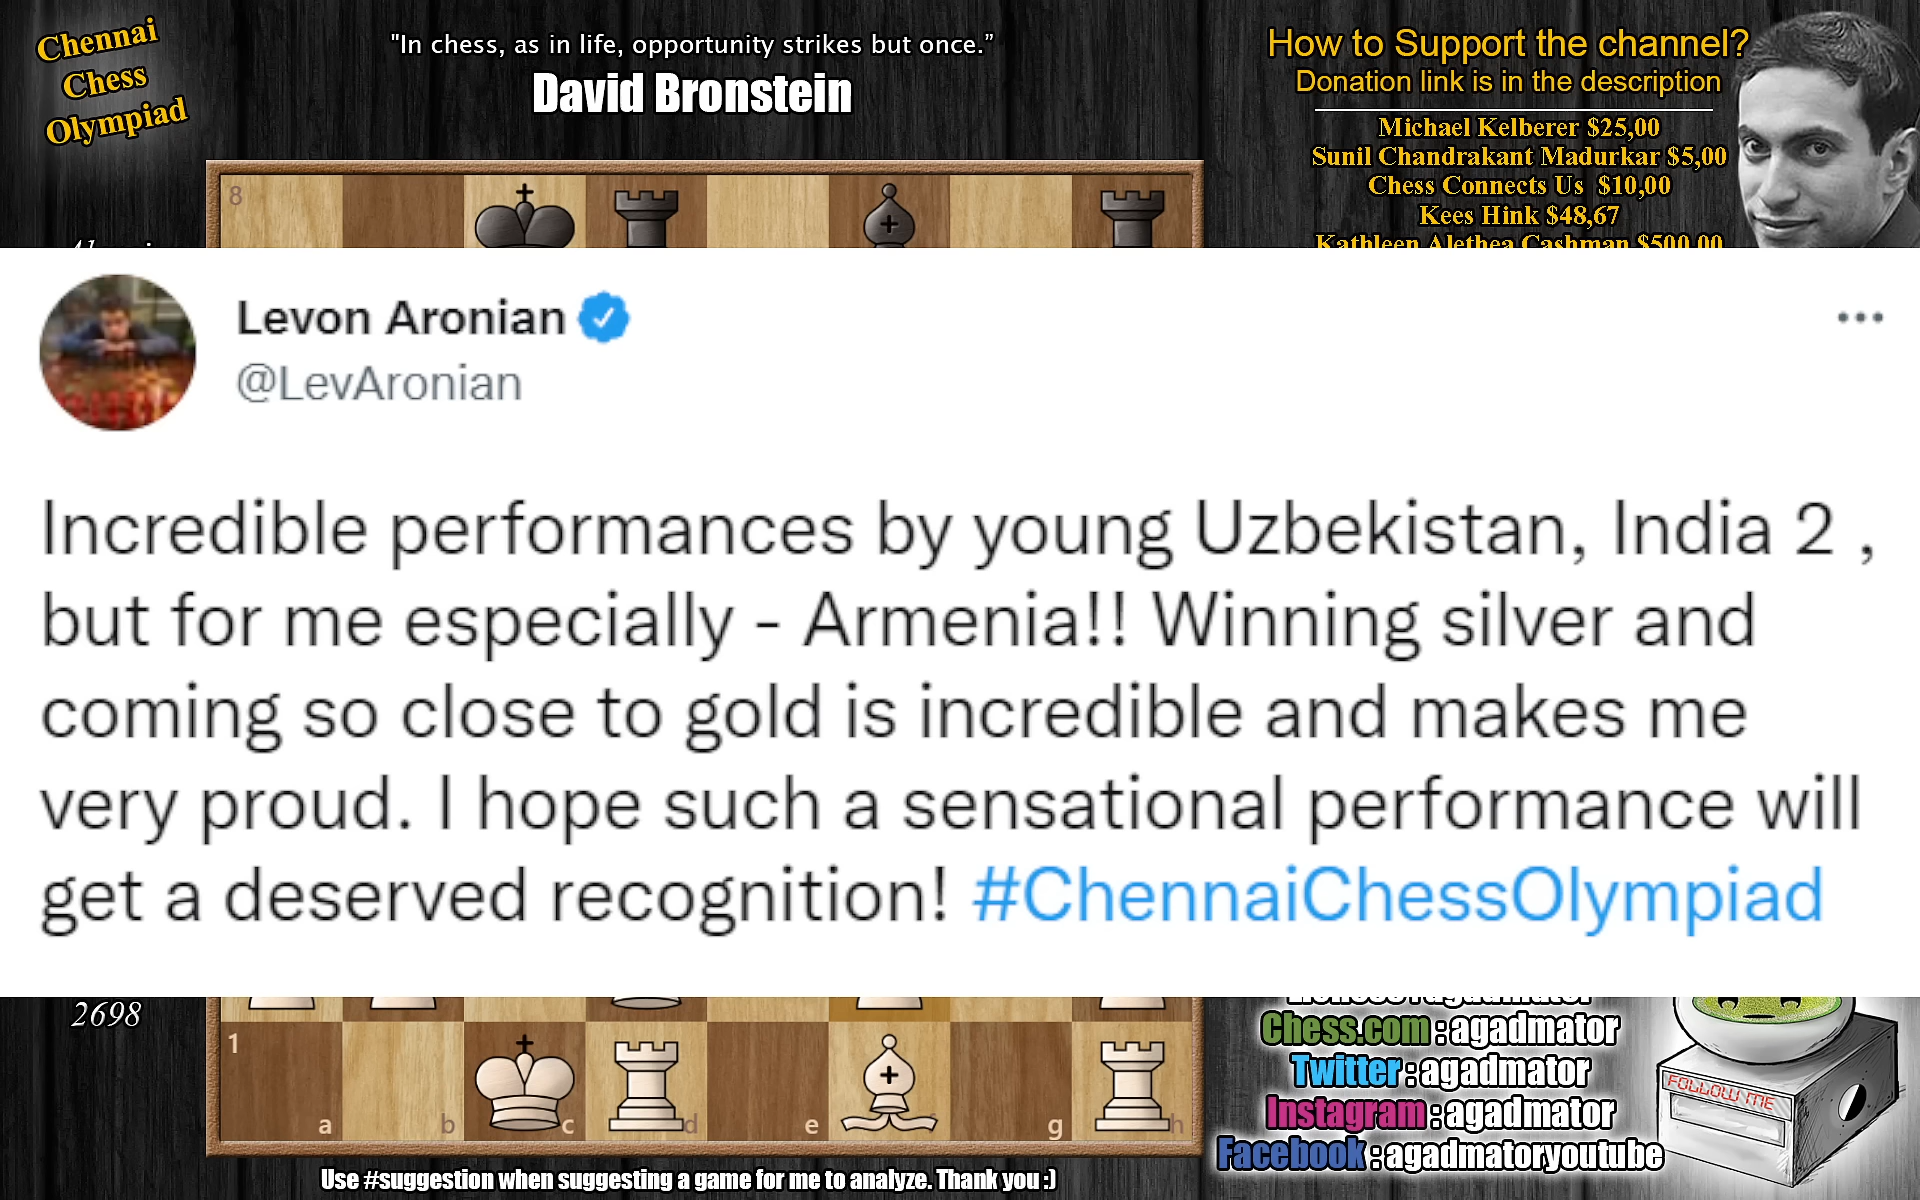 Chennai
Chess
Olympiad
"In chess, as in life, opportunity strikes but once.”
David Bronstein
How to Support the channel?
Donation link is in the description
Michael Kelberer $25,00
Sunil Chandrakant Madurkar $5,00
Chess Connects Us $10,00
Kees Hink $48,67
Kathleen Alethea Cashman $500,00
8
Levon Aronian
@LevAronian
Incredible performances by young Uzbekistan, India 2 ,
but for me especially - Armenia!! Winning silver and
coming so close to gold is incredible and makes me
very proud. I hope such a sensational performance will
get a deserved recognition! #ChennaiChessOlympiad
2698
1
a b c d e g h
Chess.com : agadmator
Twitter : agadmator
Instagram : agadmator
Facebook : agadmatoryoutube
FOLLOW ME
Use #suggestion when suggesting a game for me to analyze. Thank you :)